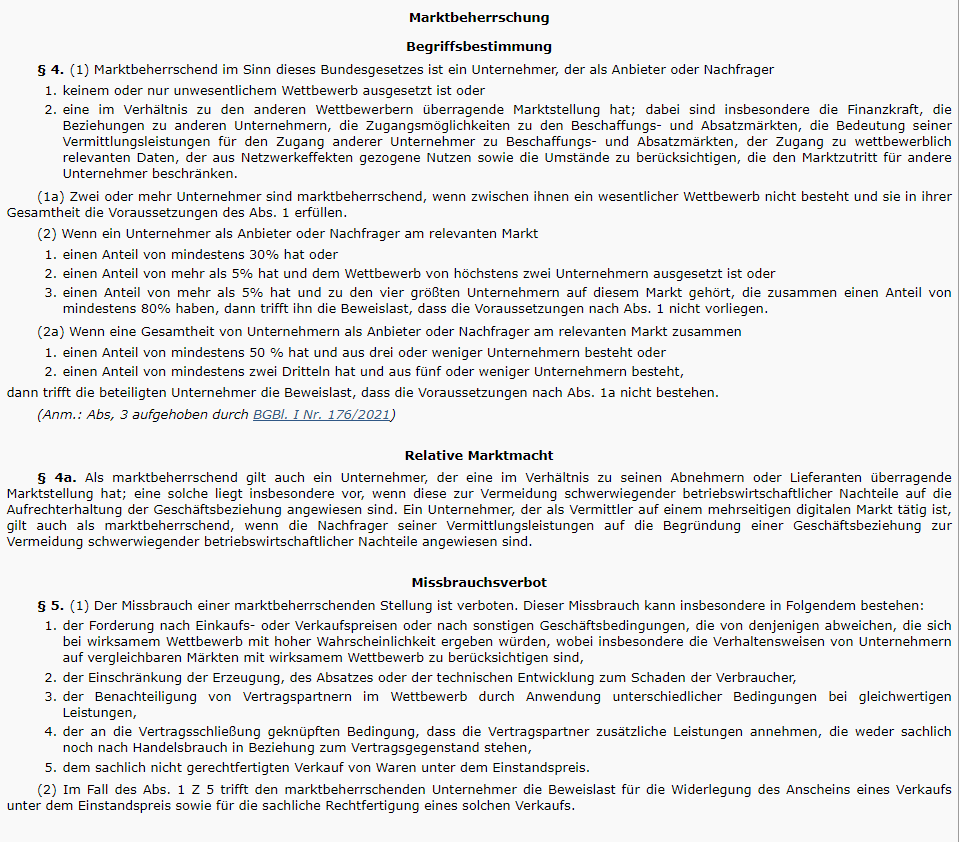 Marktbeherrschung
Begriffsbestimmung
§ 4. (1) Marktbeherrschend im Sinn dieses Bundesgesetzes ist ein Unternehmer, der als Anbieter oder Nachfrager
1. keinem oder nur unwesentlichem Wettbewerb ausgesetzt ist oder
2. eine im Verhältnis zu den anderen Wettbewerbern überragende Marktstellung hat; dabei sind insbesondere die Finanzkraft, die
Beziehungen zu anderen Unternehmern, die Zugangsmöglichkeiten zu den Beschaffungs- und Absatzmärkten, die Bedeutung seiner
Vermittlungsleistungen für den Zugang anderer Unternehmer zu Beschaffungs- und Absatzmärkten, der Zugang zu wettbewerblich
relevanten Daten, der aus Netzwerkeffekten gezogene Nutzen sowie die Umstände zu berücksichtigen, die den Marktzutritt für andere
Unternehmer beschränken.
(1a) Zwei oder mehr Unternehmer sind marktbeherrschend, wenn zwischen ihnen ein wesentlicher Wettbewerb nicht besteht und sie in ihrer
Gesamtheit die Voraussetzungen des Abs. 1 erfüllen.
(2) Wenn ein Unternehmer als Anbieter oder Nachfrager am relevanten Markt
1. einen Anteil von mindestens 30% hat oder
2. einen Anteil von mehr als 5% hat und dem Wettbewerb von höchstens zwei Unternehmern ausgesetzt ist oder
3. einen Anteil von mehr als 5% hat und zu den vier größten Unternehmern auf diesem Markt gehört, die zusammen einen Anteil von
mindestens 80% haben, dann trifft ihn die Beweislast, dass die Voraussetzungen nach Abs. 1 nicht vorliegen.
(2a) Wenn eine Gesamtheit von Unternehmern als Anbieter oder Nachfrager am relevanten Markt zusammen
1. einen Anteil von mindestens 50 % hat und aus drei oder weniger Unternehmern besteht oder
2. einen Anteil von mindestens zwei Dritteln hat und aus fünf oder weniger Unternehmern besteht,
dann trifft die beteiligten Unternehmer die Beweislast, dass die Voraussetzungen nach Abs. 1a nicht bestehen.
(Anm.: Abs, 3 aufgehoben durch BGBl. I Nr. 176/2021)
Relative Marktmacht
§ 4a. Als marktbeherrschend gilt auch ein Unternehmer, der eine im Verhältnis zu seinen Abnehmern oder Lieferanten überragende
Marktstellung hat; eine solche liegt insbesondere vor, wenn diese zur Vermeidung schwerwiegender betriebswirtschaftlicher Nachteile auf die
Aufrechterhaltung der Geschäftsbeziehung angewiesen sind. Ein Unternehmer, der als Vermittler auf einem mehrseitigen digitalen Markt tätig ist,
gilt auch als marktbeherrschend, wenn die Nachfrager seiner Vermittlungsleistungen auf die Begründung einer Geschäftsbeziehung zur
Vermeidung schwerwiegender betriebswirtschaftlicher Nachteile angewiesen sind.
Missbrauchsverbot
§ 5. (1) Der Missbrauch einer marktbeherrschenden Stellung ist verboten. Dieser Missbrauch kann insbesondere in Folgendem bestehen:
1. der Forderung nach Einkaufs- oder Verkaufspreisen oder nach sonstigen Geschäftsbedingungen, die von denjenigen abweichen, die sich
bei wirksamem Wettbewerb mit hoher Wahrscheinlichkeit ergeben würden, wobei insbesondere die Verhaltensweisen von Unternehmern
auf vergleichbaren Märkten mit wirksamem Wettbewerb zu berücksichtigen sind,
2. der Einschränkung der Erzeugung, des Absatzes oder der technischen Entwicklung zum Schaden der Verbraucher,
3. der Benachteiligung von Vertragspartnern im Wettbewerb durch Anwendung unterschiedlicher Bedingungen bei gleichwertigen
Leistungen,
4. der an die Vertragsschließung geknüpften Bedingung, dass die Vertragspartner zusätzliche Leistungen annehmen, die weder sachlich
noch nach Handelsbrauch in Beziehung zum Vertragsgegenstand stehen,
5. dem sachlich nicht gerechtfertigten Verkauf von Waren unter dem Einstandspreis.
(2) Im Fall des Abs. 1 Z 5 trifft den marktbeherrschenden Unternehmer die Beweislast für die Widerlegung des Anscheins eines Verkaufs
unter dem Einstandspreis sowie für die sachliche Rechtfertigung eines solchen Verkaufs.